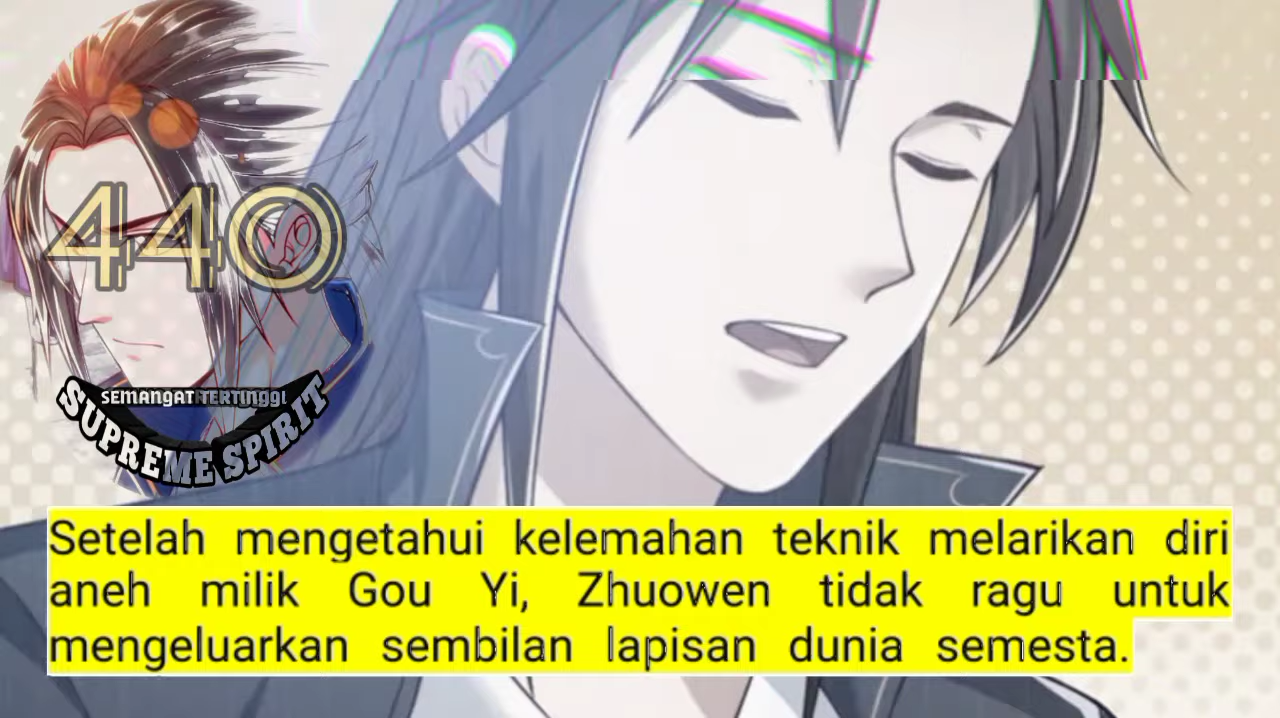 440
SEMANGAT TERTINGGI
SUPREME SPIRIT
Setelah mengetahui kelemahan teknik melarikan diri
aneh milik Gou Yi, Zhuowen tidak ragu untuk
mengeluarkan sembilan lapisan dunia semesta.